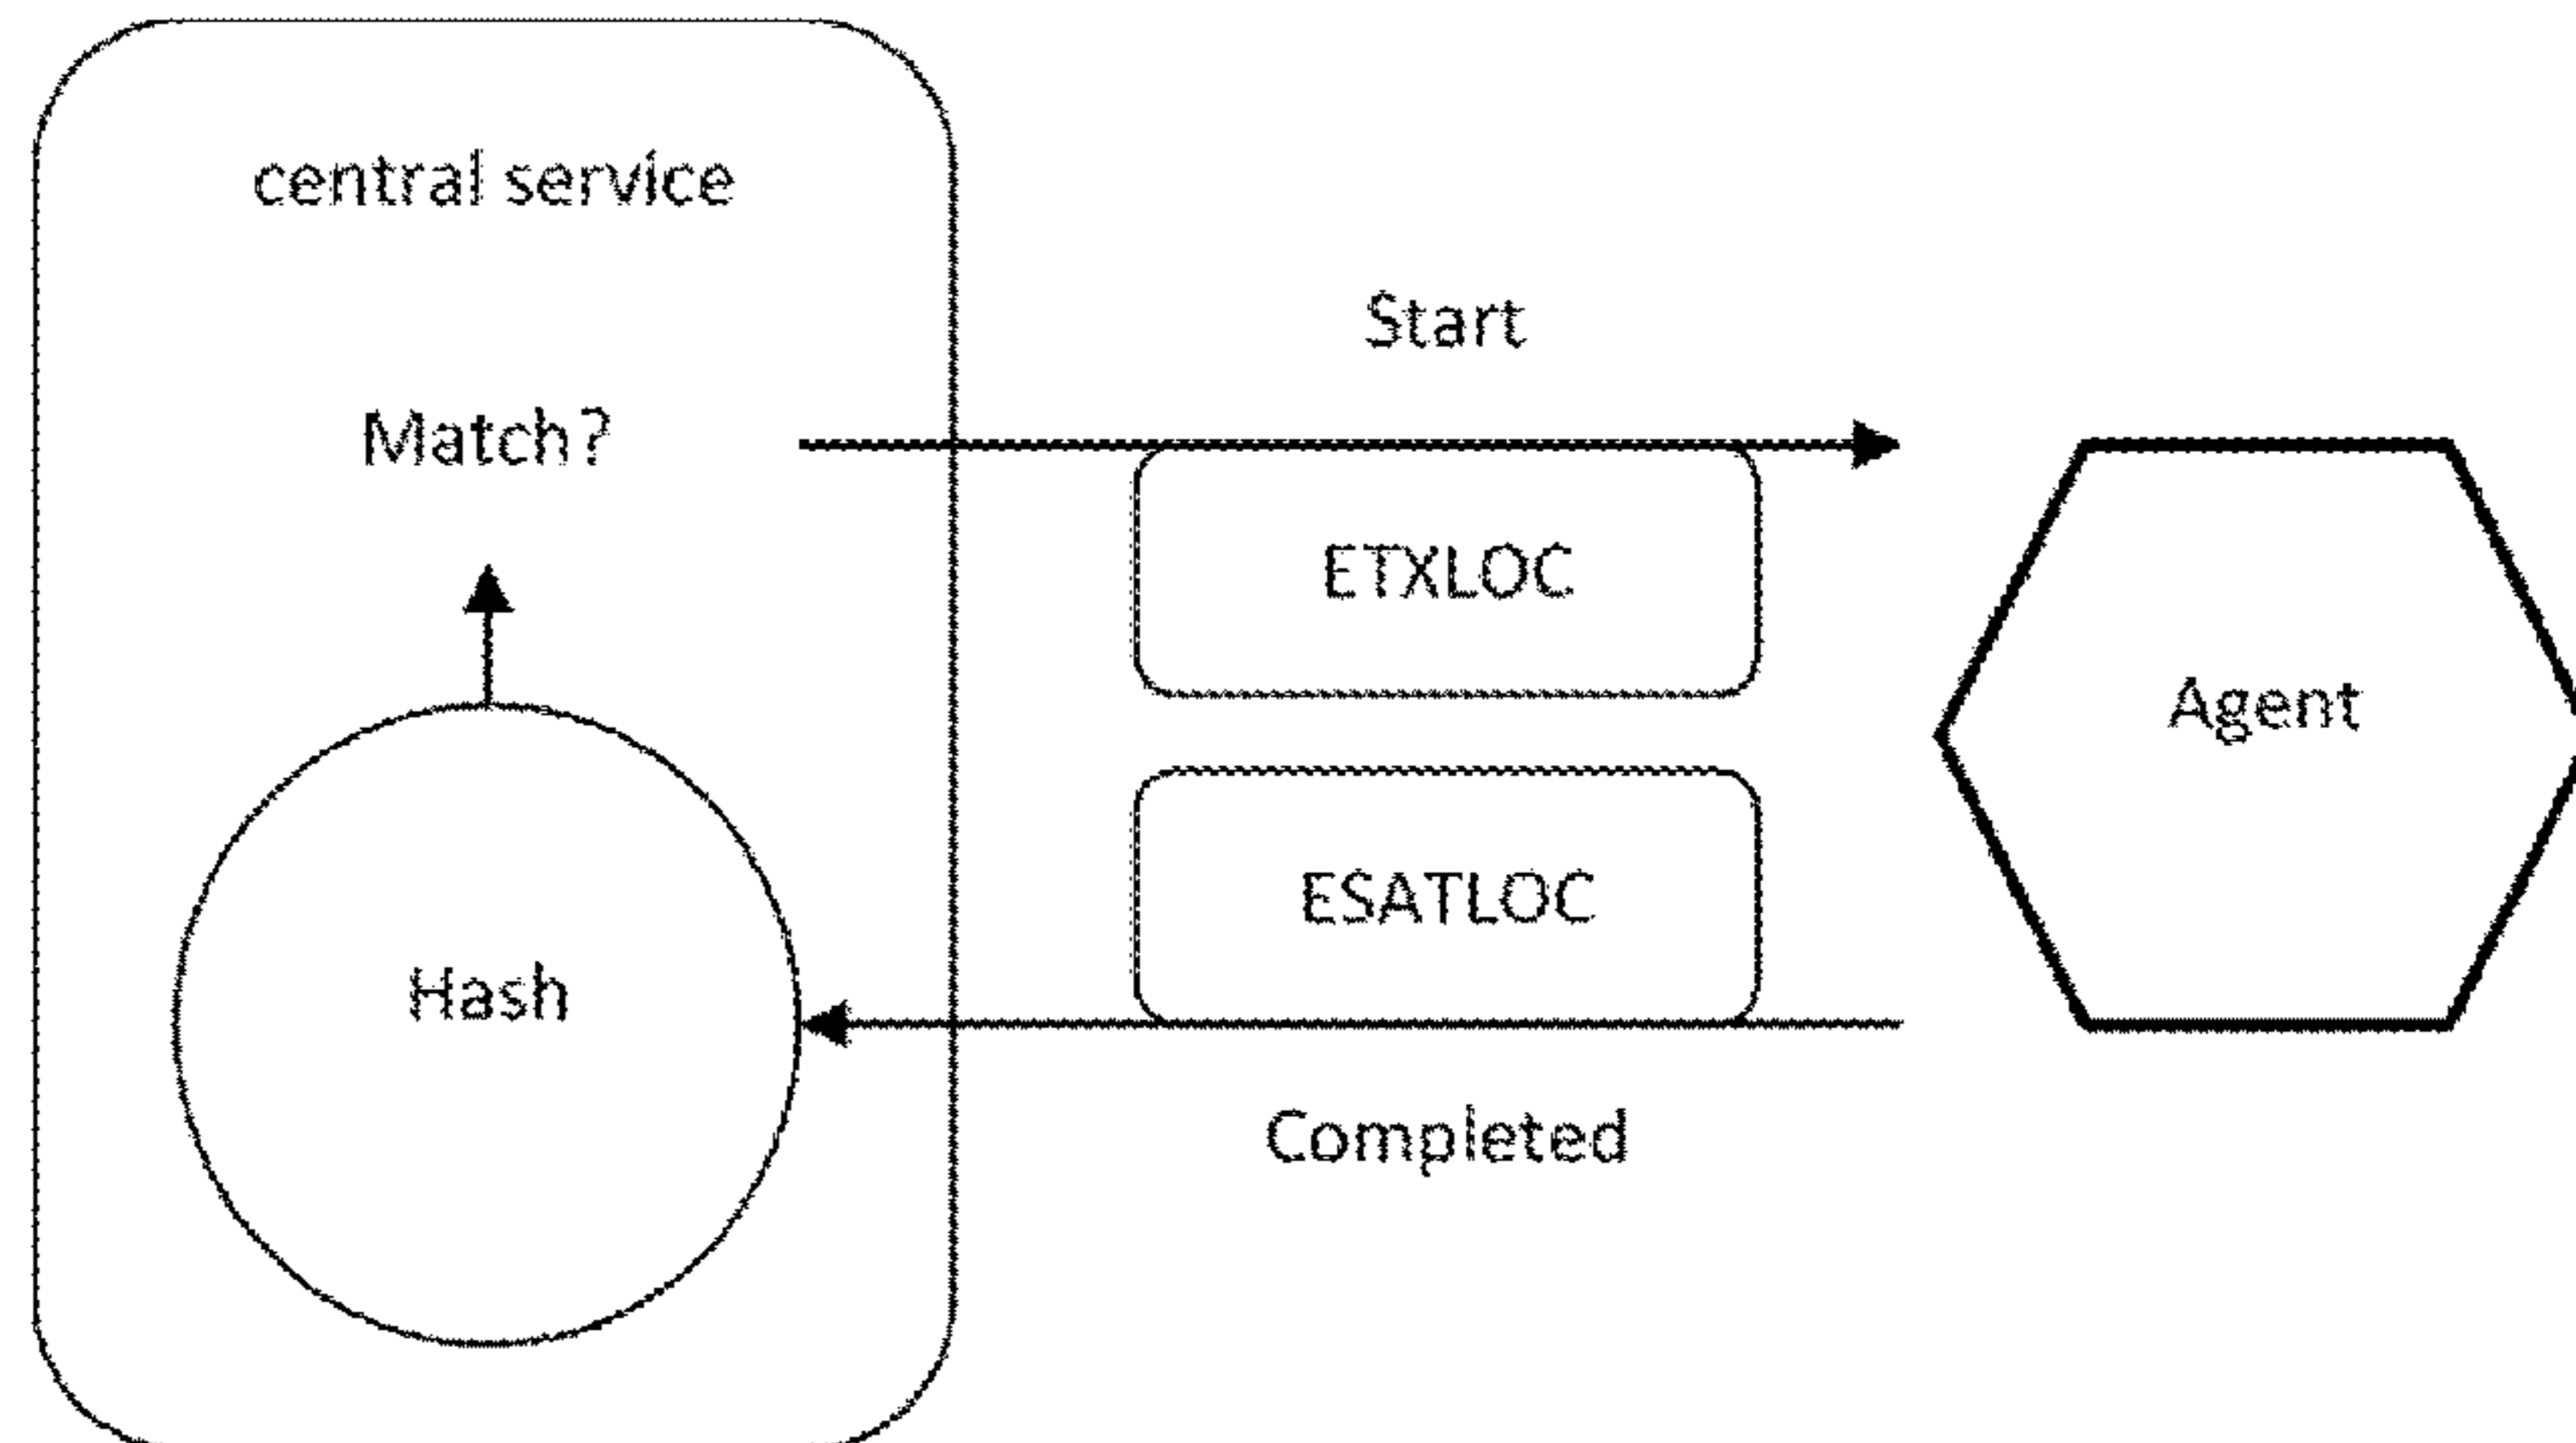 central service
Start
Match?
ETXLOC
Agent
ESATLOC
Hash
Completed